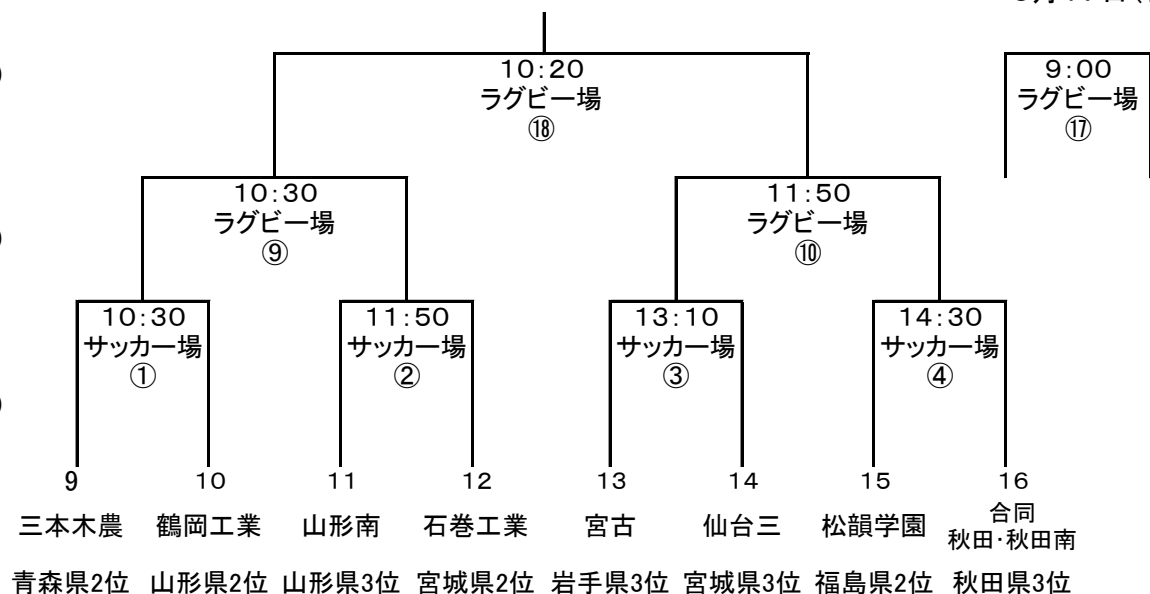 10:20
ラグビー場
⑱
9:00
ラグビー場
⑰
10:30
ラグビー場
⑨
11:50
ラグビー場
⑩
10:30
サッカー場
①
11:50
サッカー場
②
13:10
サッカー場
③
14:30
サッカー場
④
9 10 11 12 13 14 15 16
三本木農 鶴岡工業 山形南 石巻工業 宮古 仙台三 松韻学園 合同
秋田・秋田南
青森県2位 山形県2位 山形県3位 宮城県2位 岩手県3位 宮城県3位 福島県2位 秋田県3位